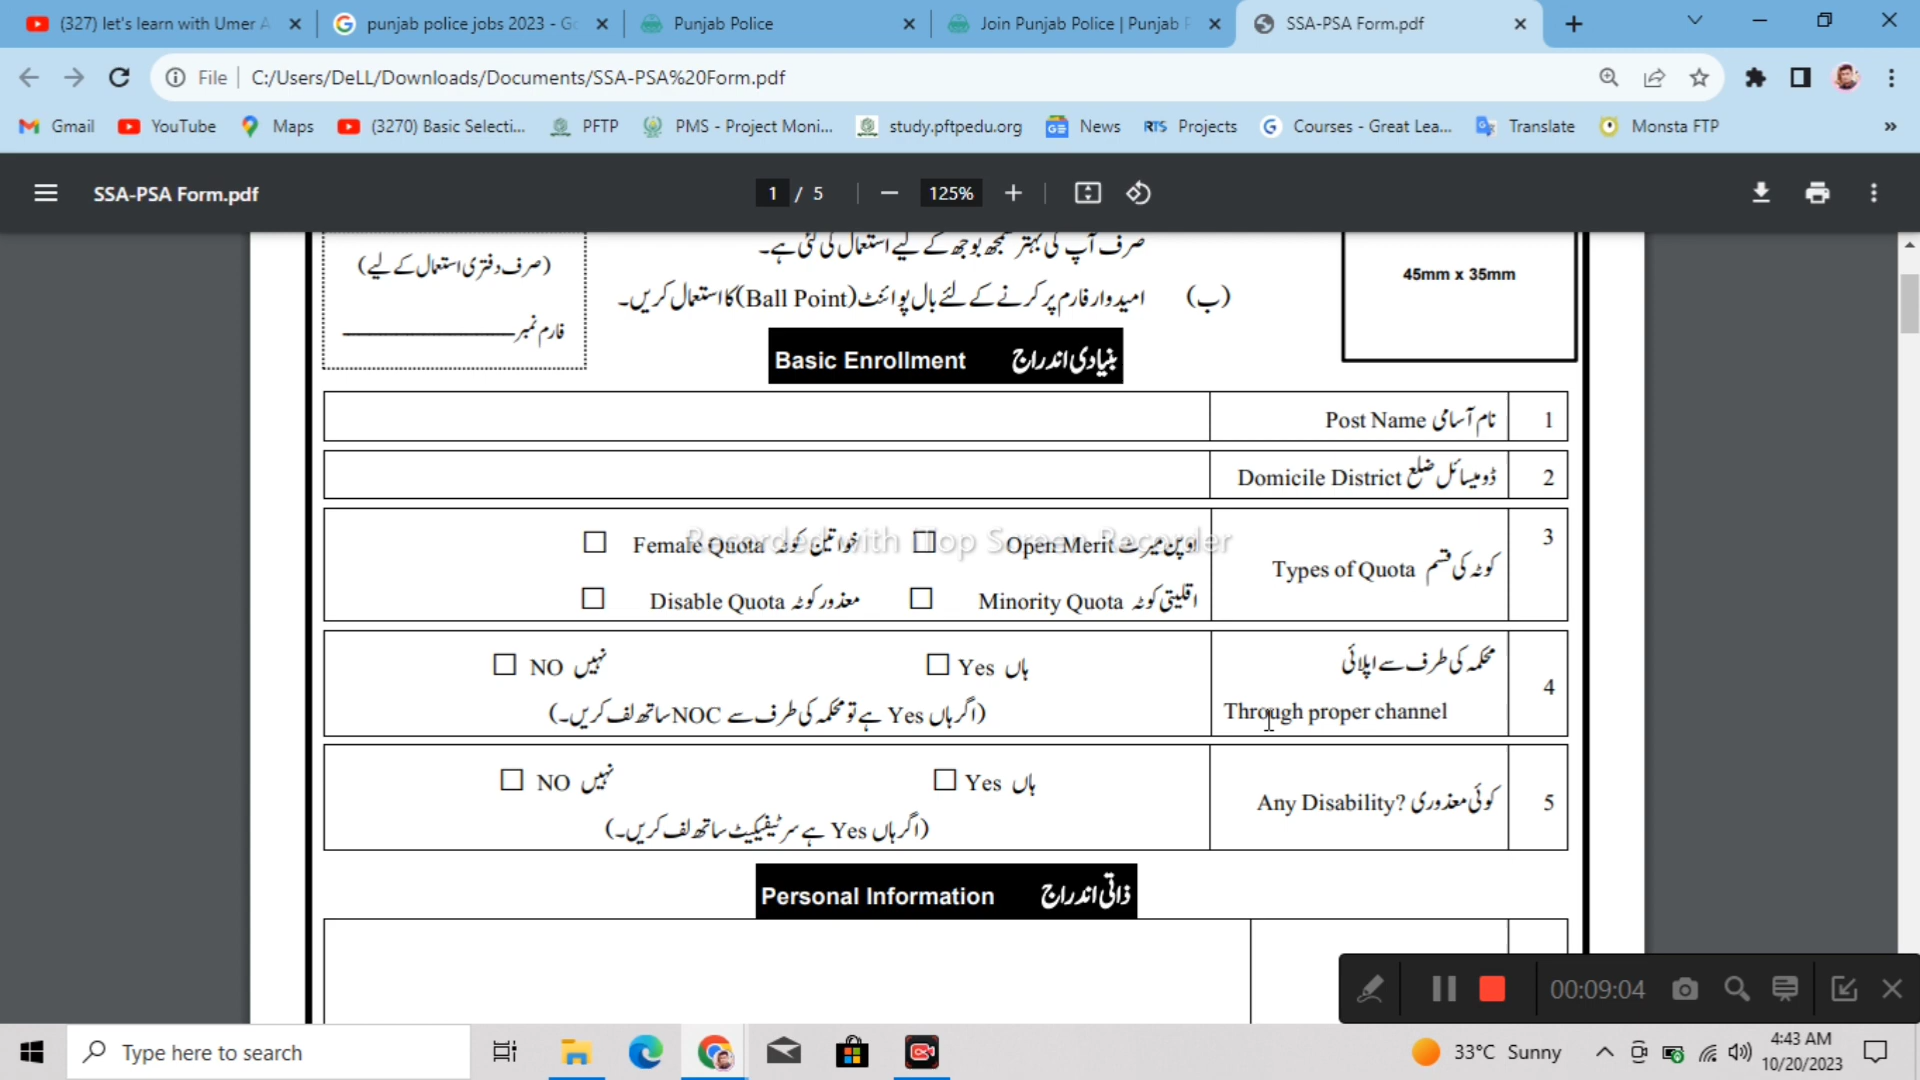 (327) let's learn with Umer A
punjab police jobs 2023 - Go
Punjab Police
Join Punjab Police | Punjab P
SSA-PSA Form.pdf
File
C:/Users/DeLL/Downloads/Documents/SSA-PSA%20Form.pdf
Gmail
YouTube
Maps
(3270) Basic Selecti...
PFTP
PMS - Project Moni...
study.pftpedu.org
News
RTS Projects
Courses - Great Lea...
Translate
Monsta FTP
»
SSA-PSA Form.pdf
1 / 5
125%
صرف آپ کی بہتر سمجھ بوجھ کے لیے استعمال کی گئی ہے۔
(صرف دفتری استعمال کے لیے)
45mm x 35mm
(ب) امیدوار فارم پر کرنے کے لئے بال پوائنٹ (Ball Point) کا استعمال کریں۔
فارم نمبر
Basic Enrollment بنیادی اندراج
1 نام آسامی Post Name
2 ڈومیسائل ضلع Domicile District
3 کوٹہ کی قسم Types of Quota
اوپن میرٹ Open Merit خواتین کوٹہ Female Quota
اقلیتی کوٹہ Minority Quota معذور کوٹہ Disable Quota
Recorded with iTop Screen Recorder
4 محکمہ کی طرف سے اپلائی
Through proper channel
ہاں Yes نہیں NO
(اگر ہاں Yes ہے تو محکمہ کی طرف سے NOC ساتھ لف کریں۔)
5 کوئی معذوری Any Disability?
ہاں Yes نہیں NO
(اگر ہاں Yes ہے سرٹیفیکیٹ ساتھ لف کریں۔)
Personal Information ذاتی اندراج
00:09:04
Type here to search
33°C Sunny
4:43 AM
10/20/2023